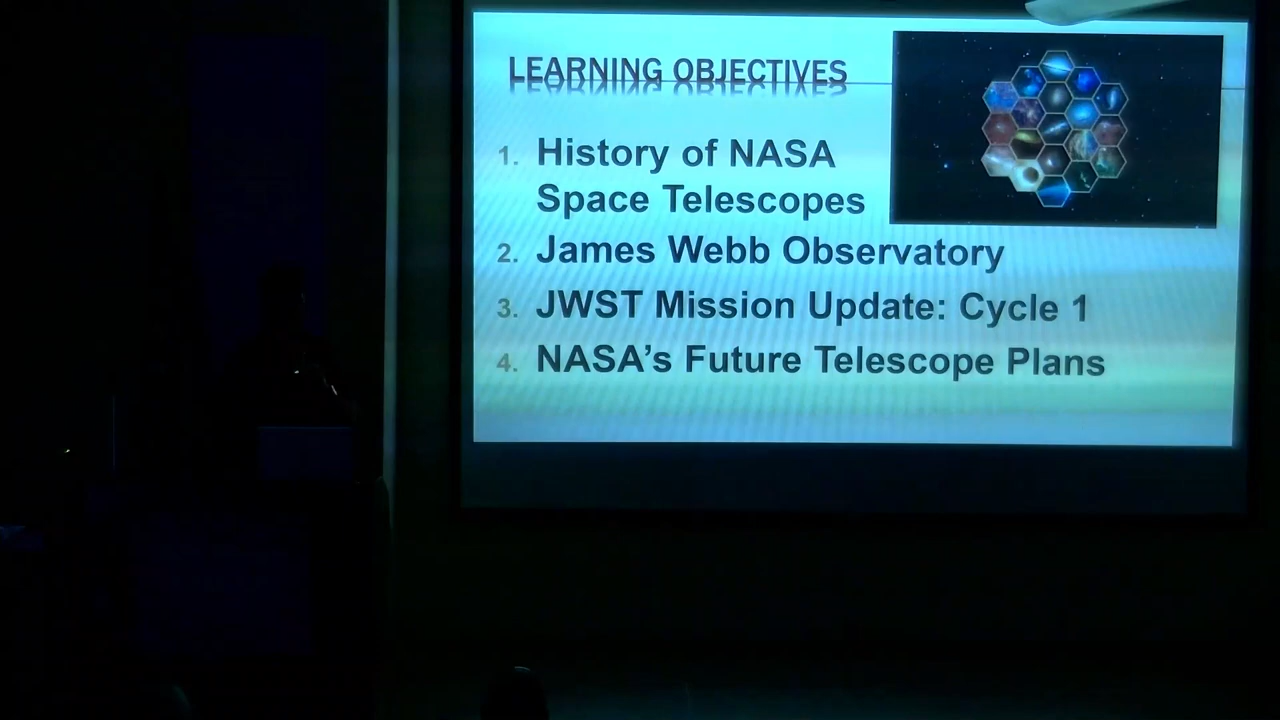 LEARNING OBJECTIVES
1. History of NASA
Space Telescopes
2. James Webb Observatory
3. JWST Mission Update: Cycle 1
4. NASA's Future Telescope Plans